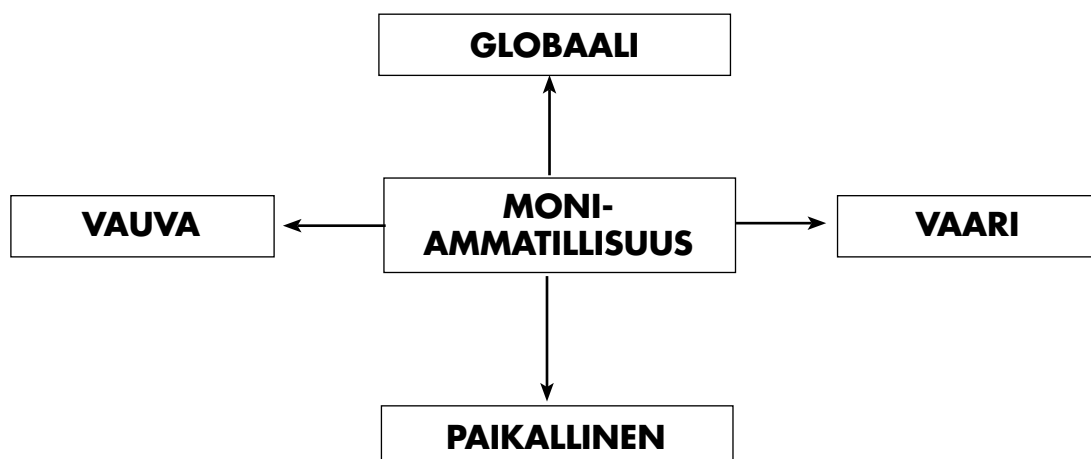 GLOBAALI
VAUVA
MONI-
AMMATILLISUUS
VAARI
PAIKALLINEN